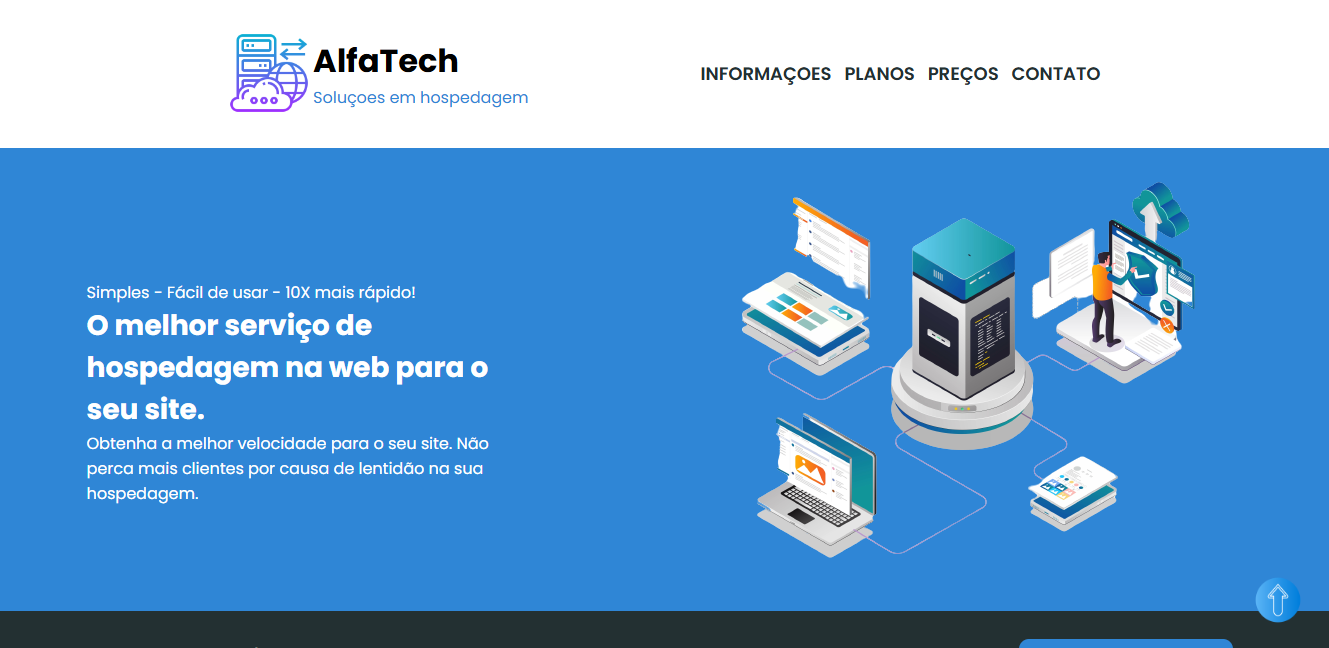 AlfaTech
Soluçoes em hospedagem
INFORMAÇOES PLANOS PREÇOS CONTATO
Simples - Fácil de usar - 10X mais rápido!
O melhor serviço de
hospedagem na web para o
seu site.
Obtenha a melhor velocidade para o seu site. Não
perca mais clientes por causa de lentidão na sua
hospedagem.